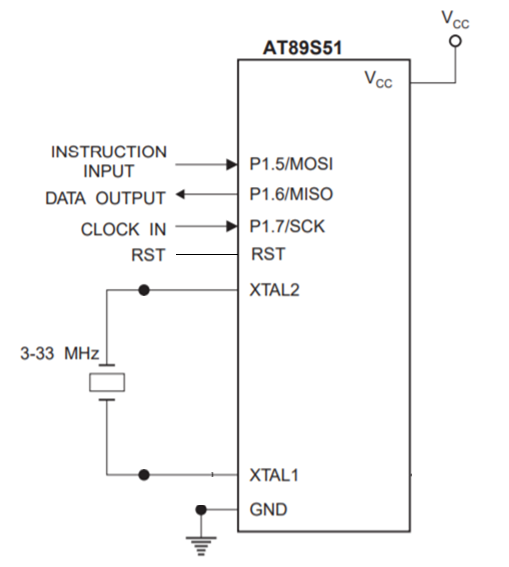 VCC
AT89S51
VCC
INSTRUCTION
INPUT
P1.5/MOSI
DATA OUTPUT
P1.6/MISO
CLOCK IN
P1.7/SCK
RST
RST
XTAL2
3-33 MHz
XTAL1
GND